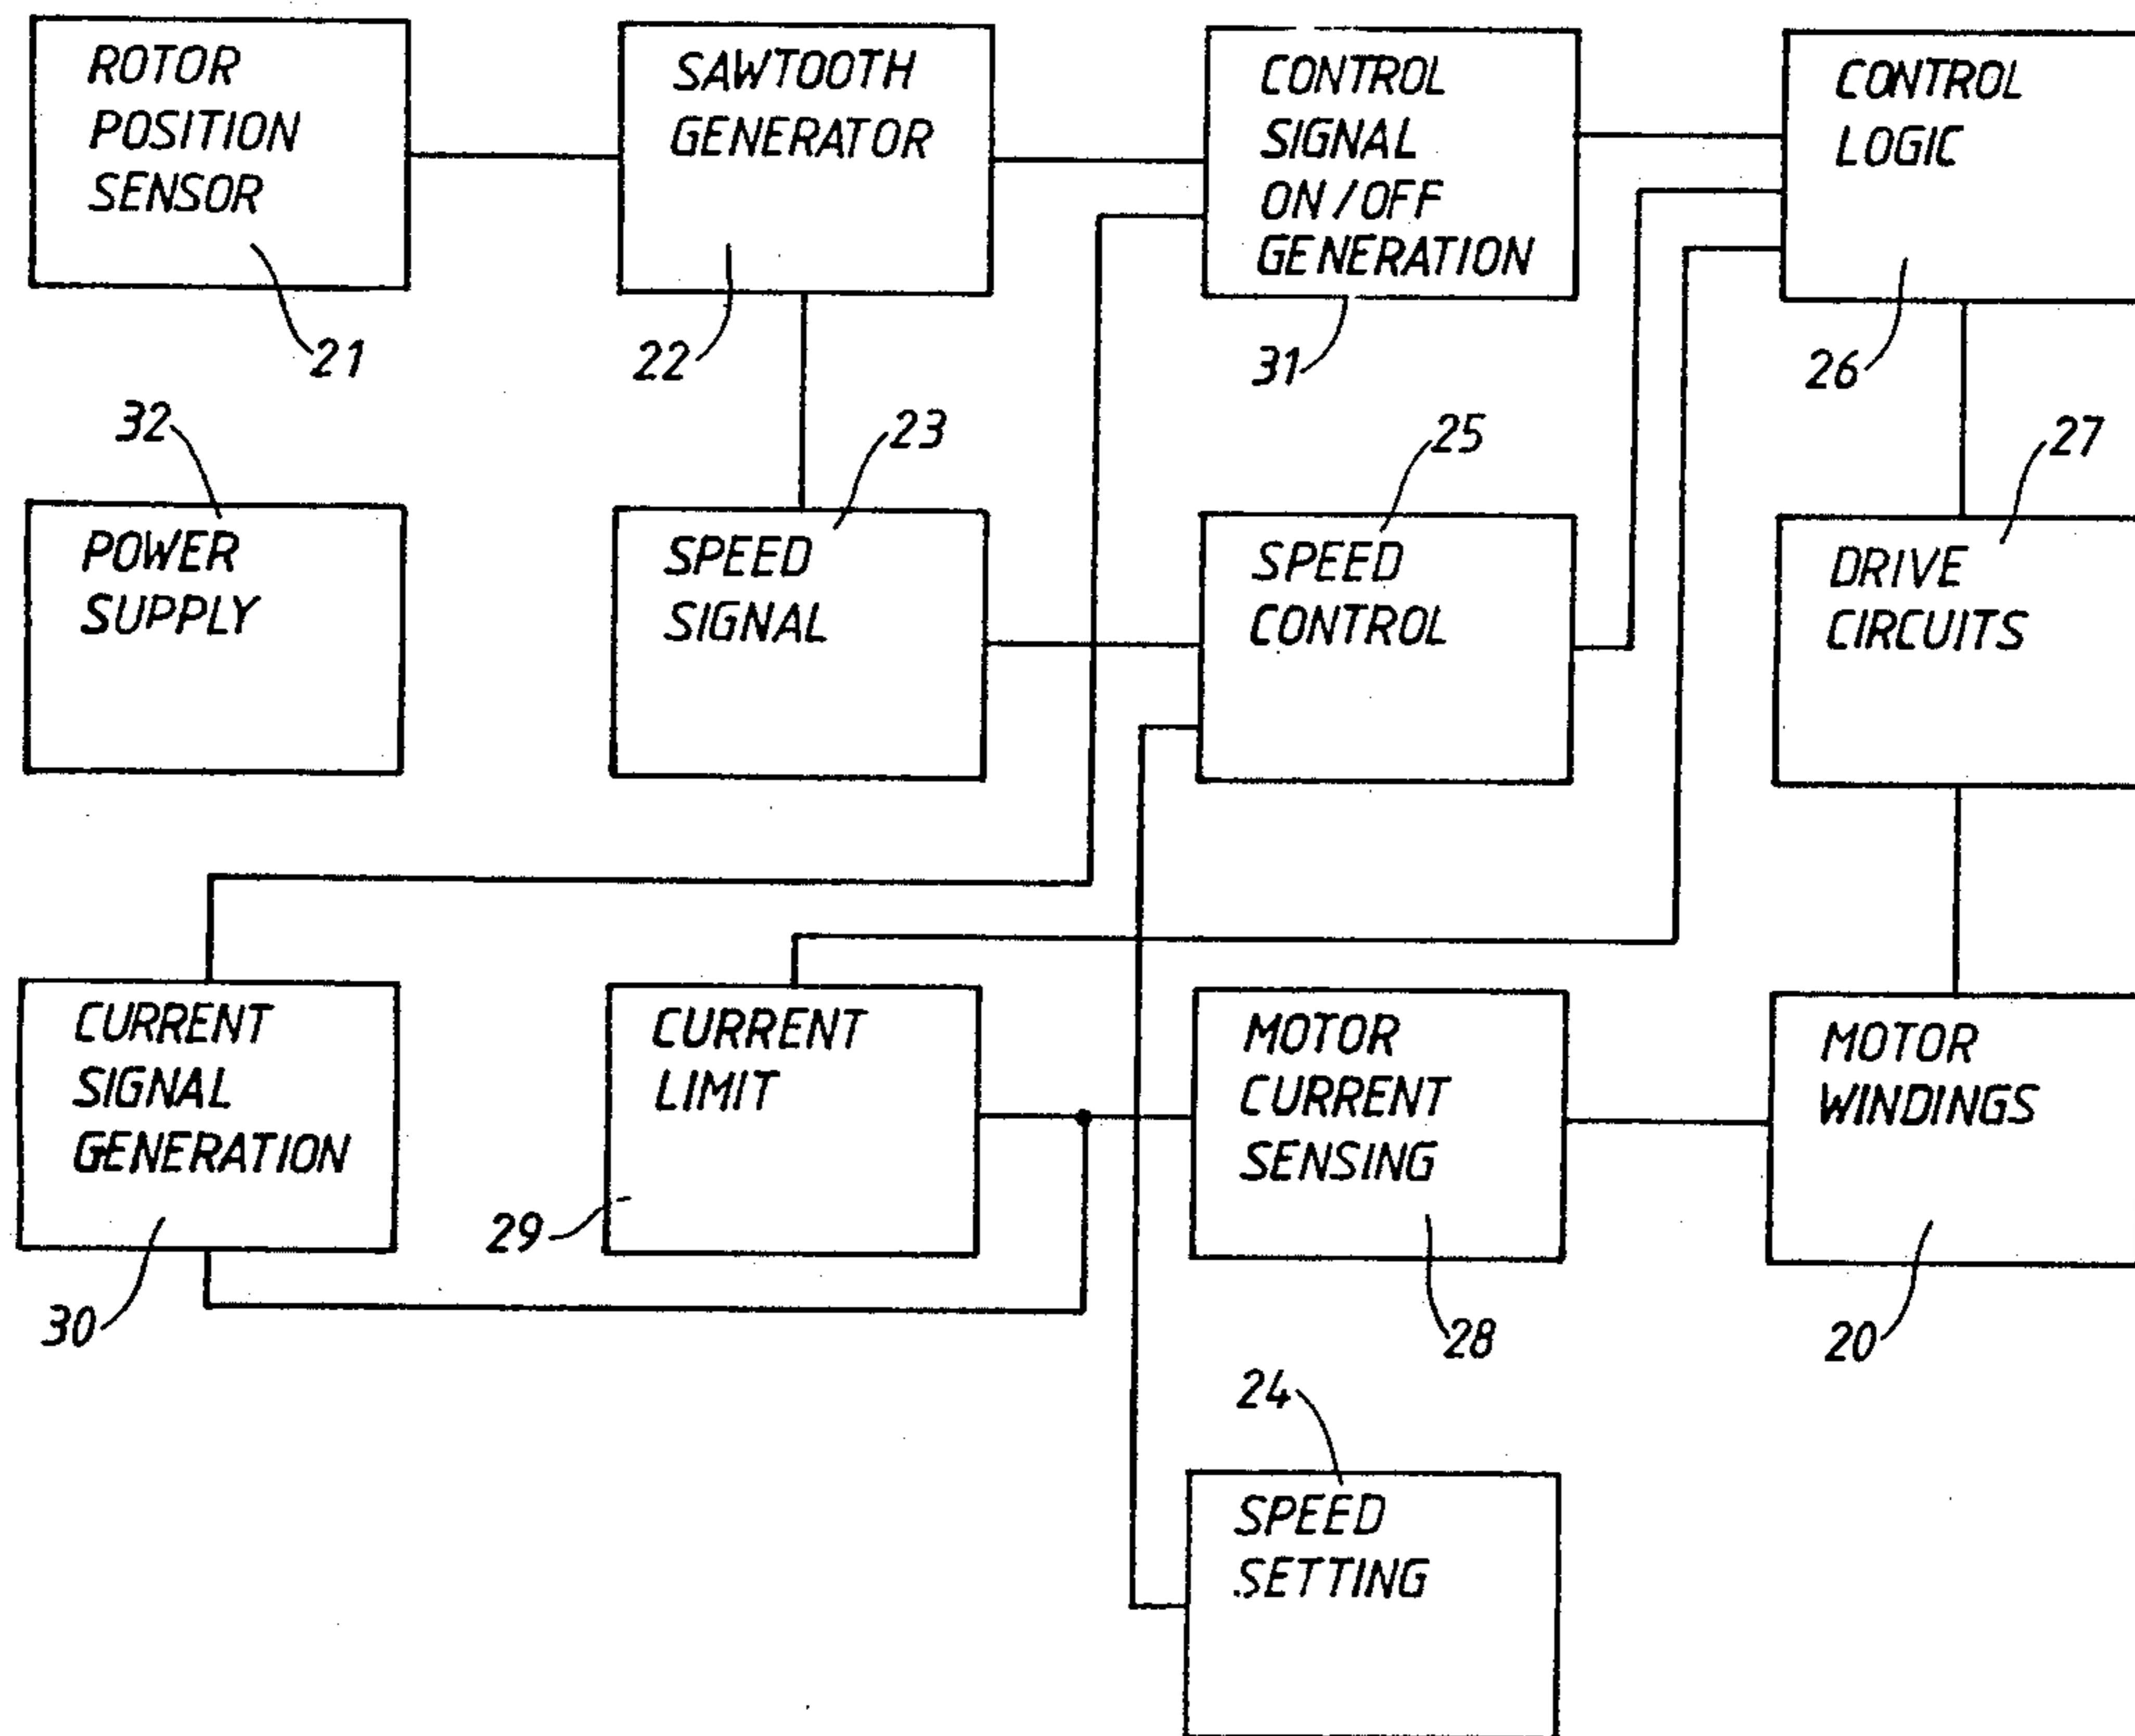 ROTOR
POSITION
SENSOR
21
SAWTOOTH
GENERATOR
22
CONTROL
SIGNAL
ON/OFF
GENERATION
31
CONTROL
LOGIC
26
32
POWER
SUPPLY
23
SPEED
SIGNAL
25
SPEED
CONTROL
27
DRIVE
CIRCUITS
CURRENT
SIGNAL
GENERATION
30
CURRENT
LIMIT
29
MOTOR
CURRENT
SENSING
28
MOTOR
WINDINGS
20
24
SPEED
SETTING